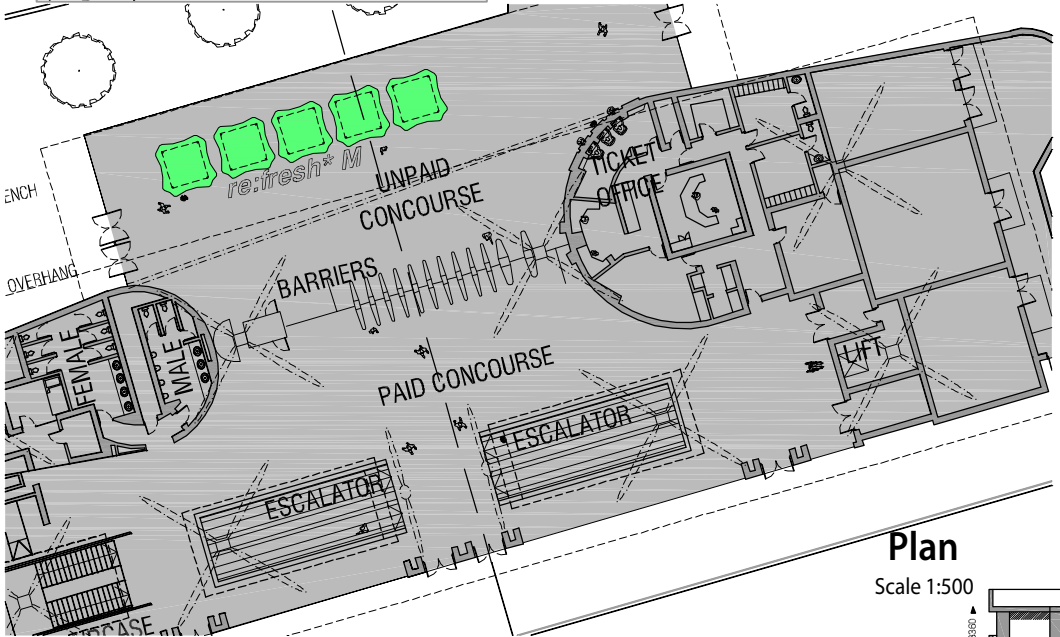 re:fresh* M
UNPAID
CONCOURSE
TICKET
OFFICE
ENCH
OVERHANG
BARRIERS
FEMALE
MALE
PAID CONCOURSE
LIFT
ESCALATOR
ESCALATOR
Plan
Scale 1:500
3360